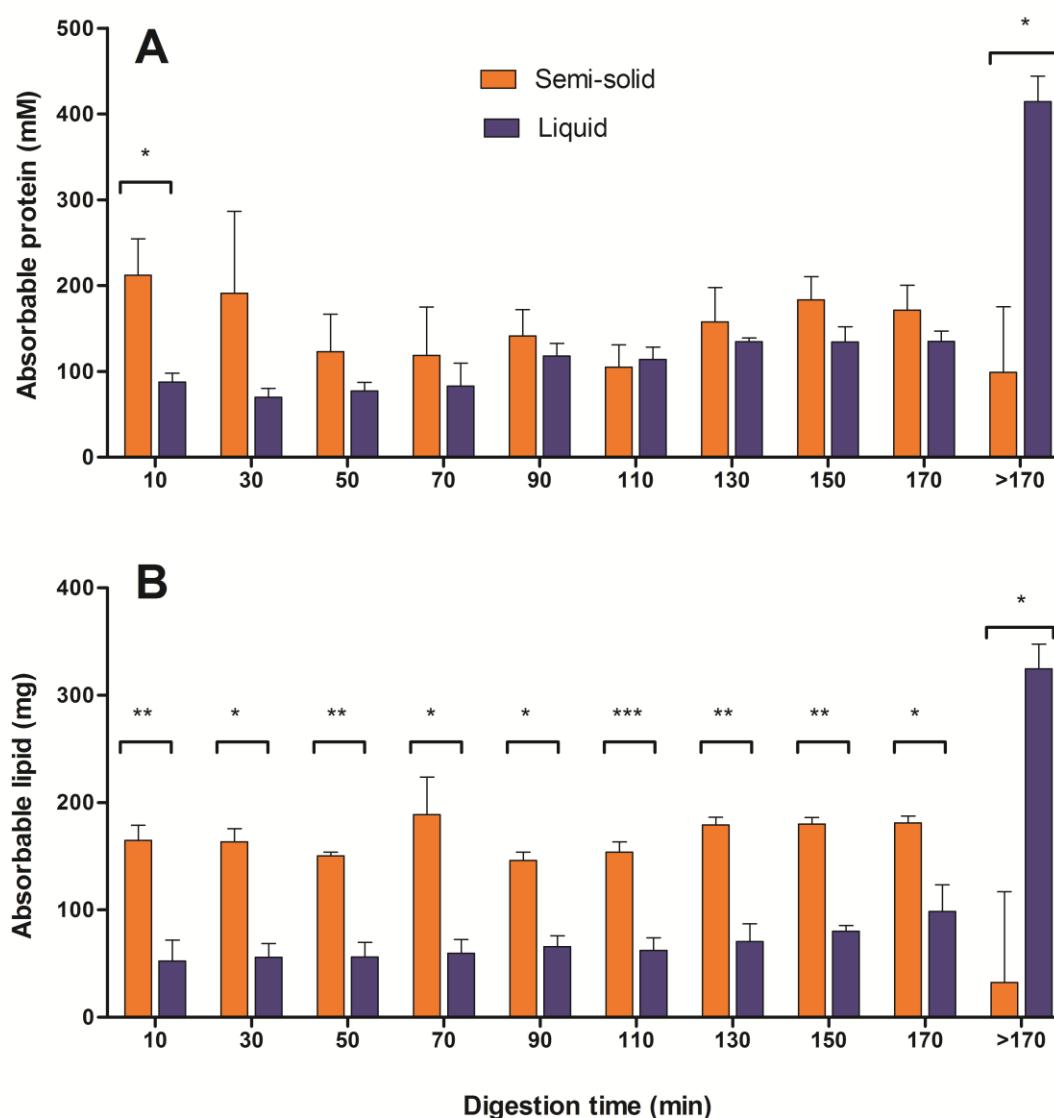 A
500
400
300
200
100
0
Absorbable protein (mM)
Semi-solid
Liquid
*
*
10 30 50 70 90 110 130 150 170 >170
B
400
300
200
100
0
Absorbable lipid (mg)
** * ** * * *** ** ** * *
10 30 50 70 90 110 130 150 170 >170
Digestion time (min)